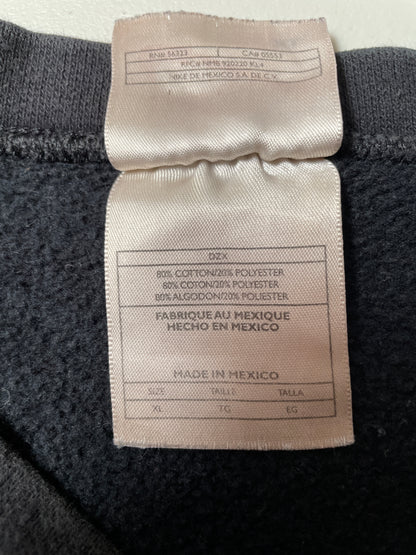 RN# 56323 CA# 05553
RFC# NMB 920220 KL4
NIKE DE MEXICO S.A. DE C.V.
DZX
80% COTTON/20% POLYESTER
80% COTON/20% POLYESTER
80% ALGODON/20% POLIESTER
FABRIQUE AU MEXIQUE
HECHO EN MEXICO
MADE IN MEXICO
SIZE TAILLE TALLA
XL TG EG